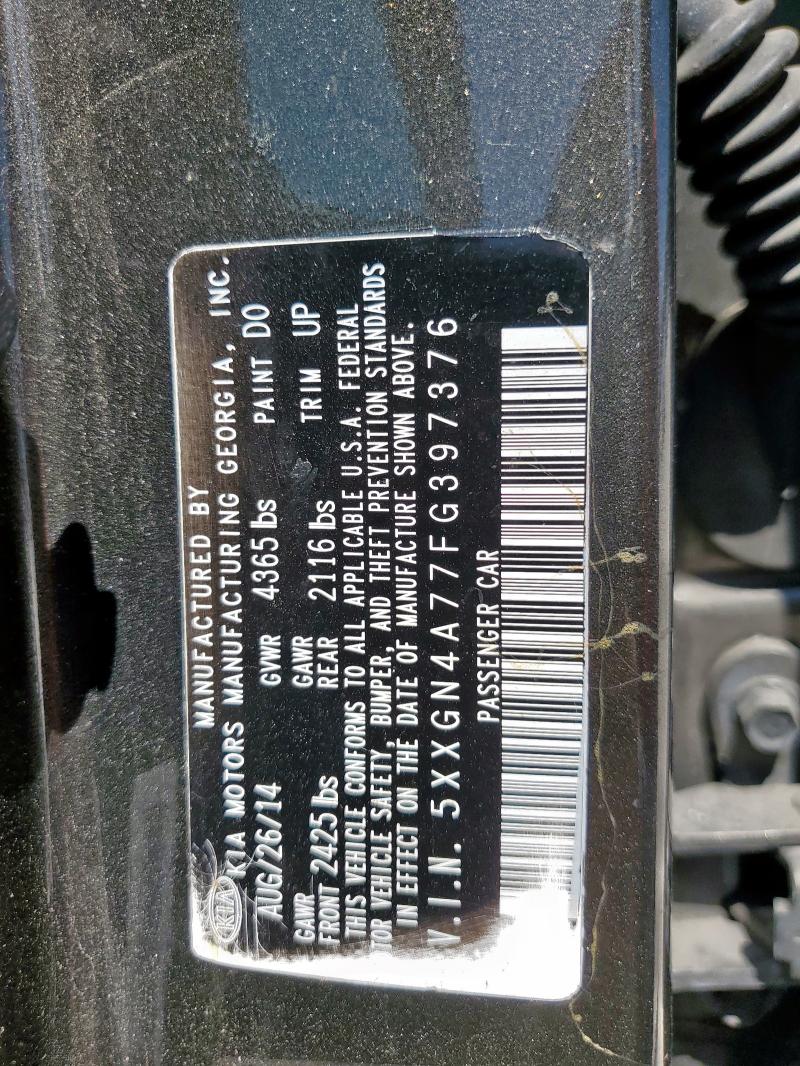 MANUFACTURED BY
KIA KIA MOTORS MANUFACTURING GEORGIA, INC.
AUG/26/14 GVWR 4365 lbs PAINT DO
GAWR FRONT 2425 lbs GAWR REAR 2116 lbs TRIM UP
THIS VEHICLE CONFORMS TO ALL APPLICABLE U.S.A. FEDERAL
MOTOR VEHICLE SAFETY, BUMPER, AND THEFT PREVENTION STANDARDS
IN EFFECT ON THE DATE OF MANUFACTURE SHOWN ABOVE.
V.I.N. 5XXGN4A77FG397376
PASSENGER CAR